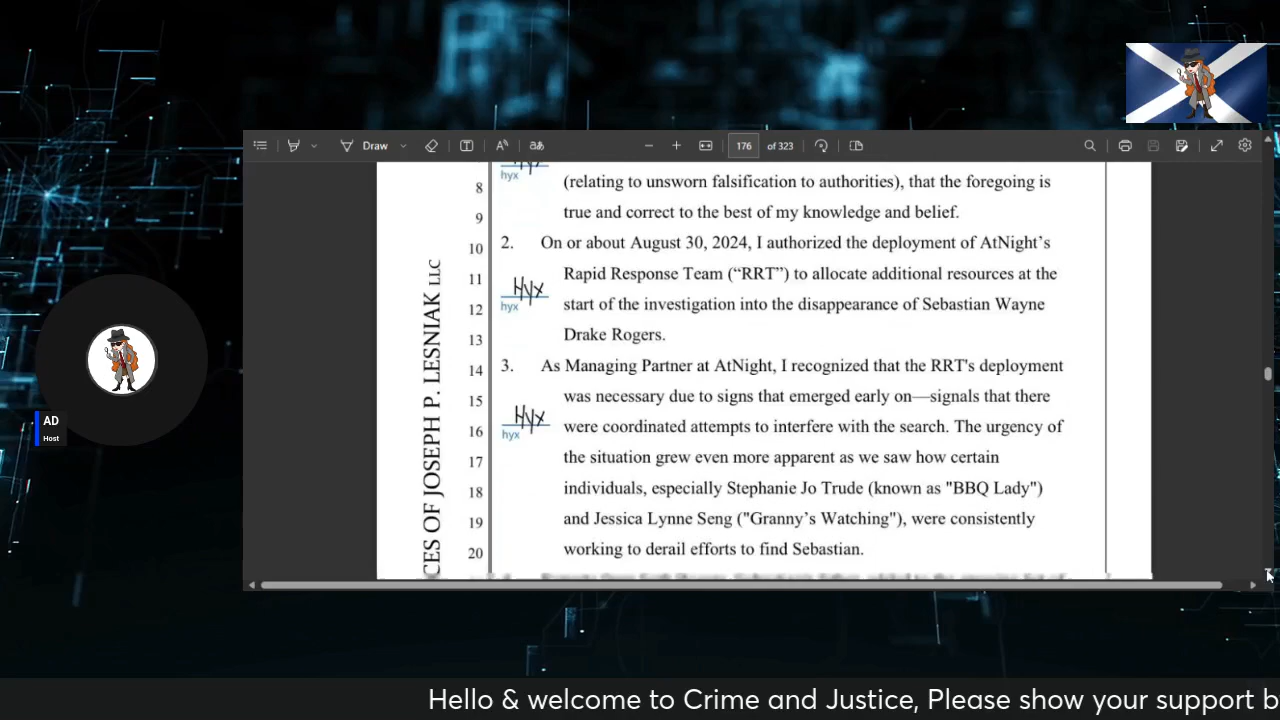 Draw
176 of 323
CES OF JOSEPH P. LESNIAK LLC
hyx
8 (relating to unsworn falsification to authorities), that the foregoing is
9 true and correct to the best of my knowledge and belief.
10 2. On or about August 30, 2024, I authorized the deployment of AtNight’s
11 Rapid Response Team (“RRT”) to allocate additional resources at the
Hyx
hyx
12 start of the investigation into the disappearance of Sebastian Wayne
13 Drake Rogers.
14 3. As Managing Partner at AtNight, I recognized that the RRT's deployment
15 was necessary due to signs that emerged early on—signals that there
Hyx
hyx
16 were coordinated attempts to interfere with the search. The urgency of
17 the situation grew even more apparent as we saw how certain
18 individuals, especially Stephanie Jo Trude (known as "BBQ Lady")
19 and Jessica Lynne Seng ("Granny’s Watching"), were consistently
20 working to derail efforts to find Sebastian.
AD
Host
Hello & welcome to Crime and Justice, Please show your support b